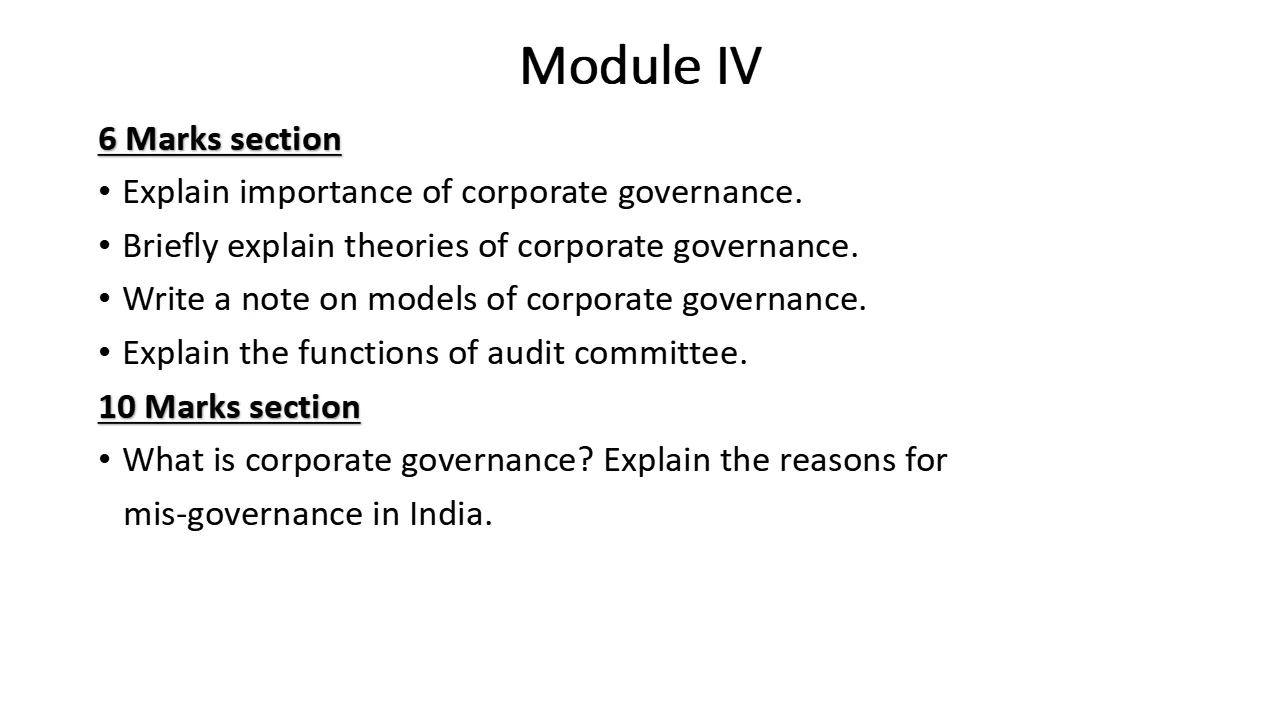 Module IV
6 Marks section
• Explain importance of corporate governance.
• Briefly explain theories of corporate governance.
• Write a note on models of corporate governance.
• Explain the functions of audit committee.
10 Marks section
• What is corporate governance? Explain the reasons for
mis-governance in India.